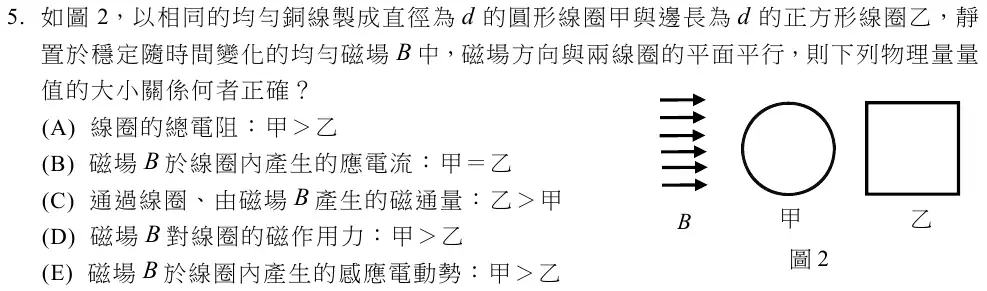 5. 如圖 2，以相同的均勻銅線製成直徑為 d 的圓形線圈甲與邊長為 d 的正方形線圈乙，靜
置於穩定隨時間變化的均勻磁場 B 中，磁場方向與兩線圈的平面平行，則下列物理量量
值的大小關係何者正確？
(A) 線圈的總電阻：甲＞乙
(B) 磁場 B 於線圈內產生的應電流：甲＝乙
(C) 通過線圈、由磁場 B 產生的磁通量：乙＞甲
(D) 磁場 B 對線圈的磁作用力：甲＞乙
(E) 磁場 B 於線圈內產生的感應電動勢：甲＞乙
B 甲 乙
圖 2